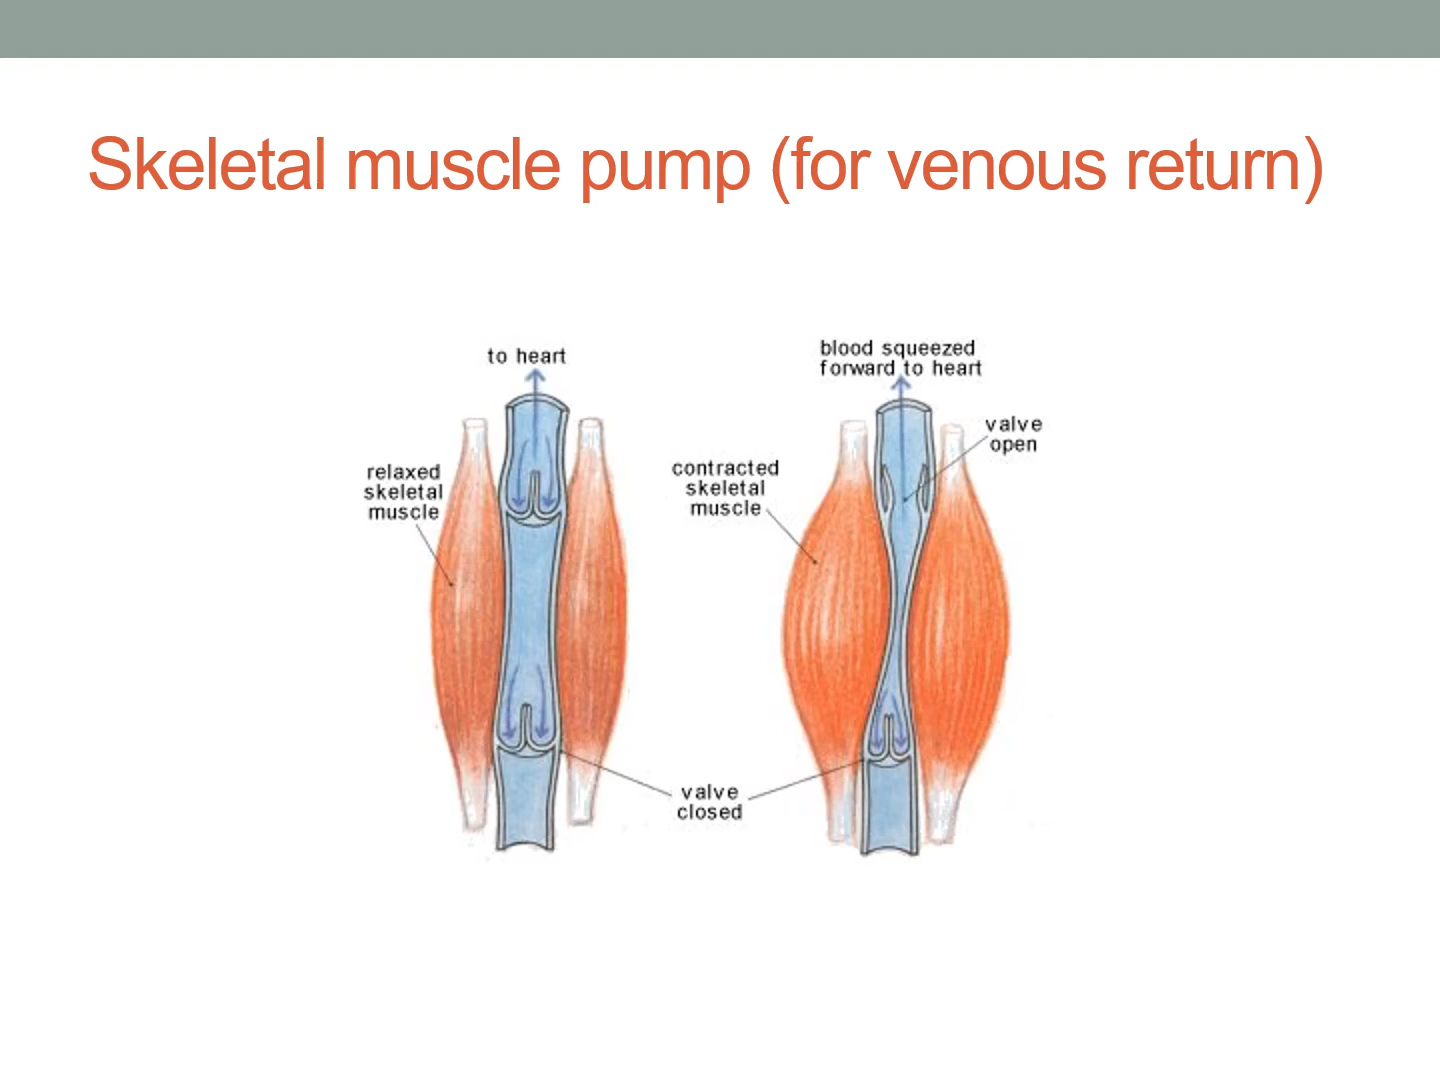 Skeletal muscle pump (for venous return)
to heart
relaxed
skeletal
muscle
blood squeezed
forward to heart
valve
open
contracted
skeletal
muscle
valve
closed